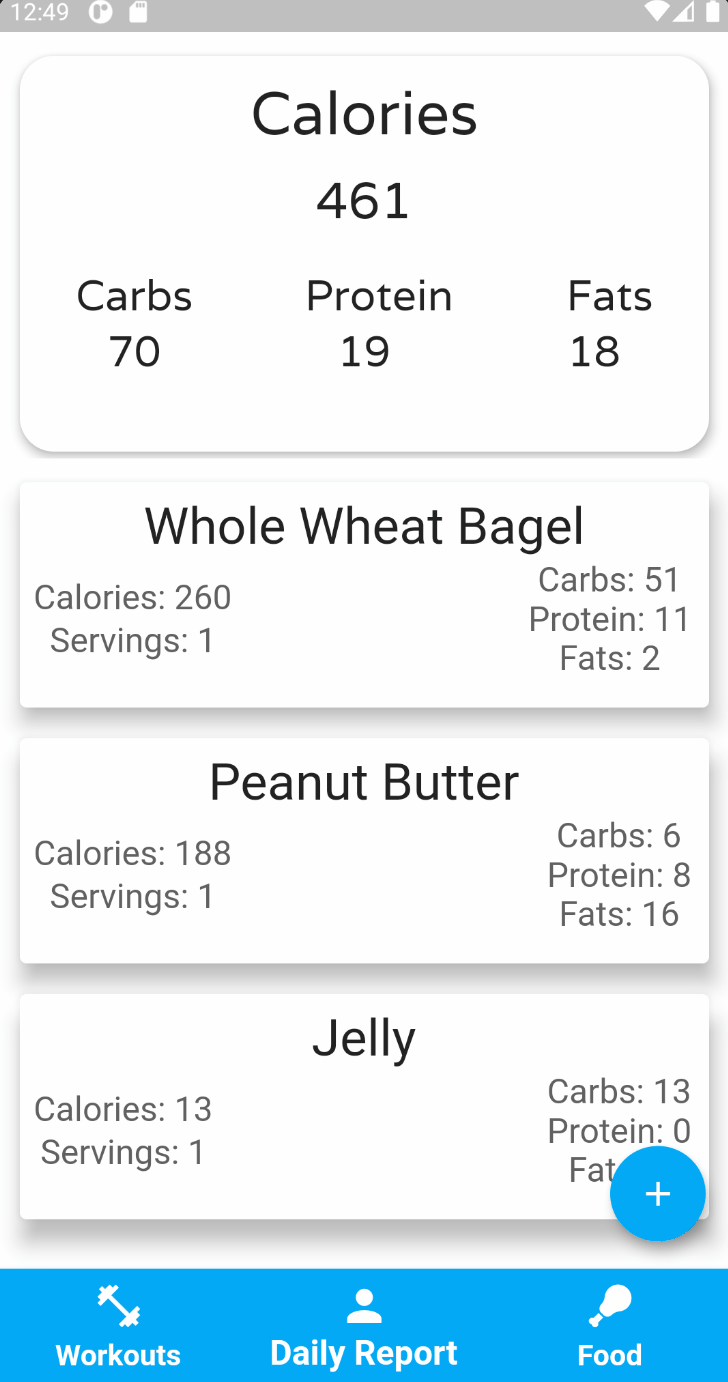 12:49
Calories
461
Carbs Protein Fats
70 19 18
Whole Wheat Bagel
Calories: 260
Servings: 1
Carbs: 51
Protein: 11
Fats: 2
Peanut Butter
Calories: 188
Servings: 1
Carbs: 6
Protein: 8
Fats: 16
Jelly
Calories: 13
Servings: 1
Carbs: 13
Protein: 0
Fat
+
Workouts Daily Report Food